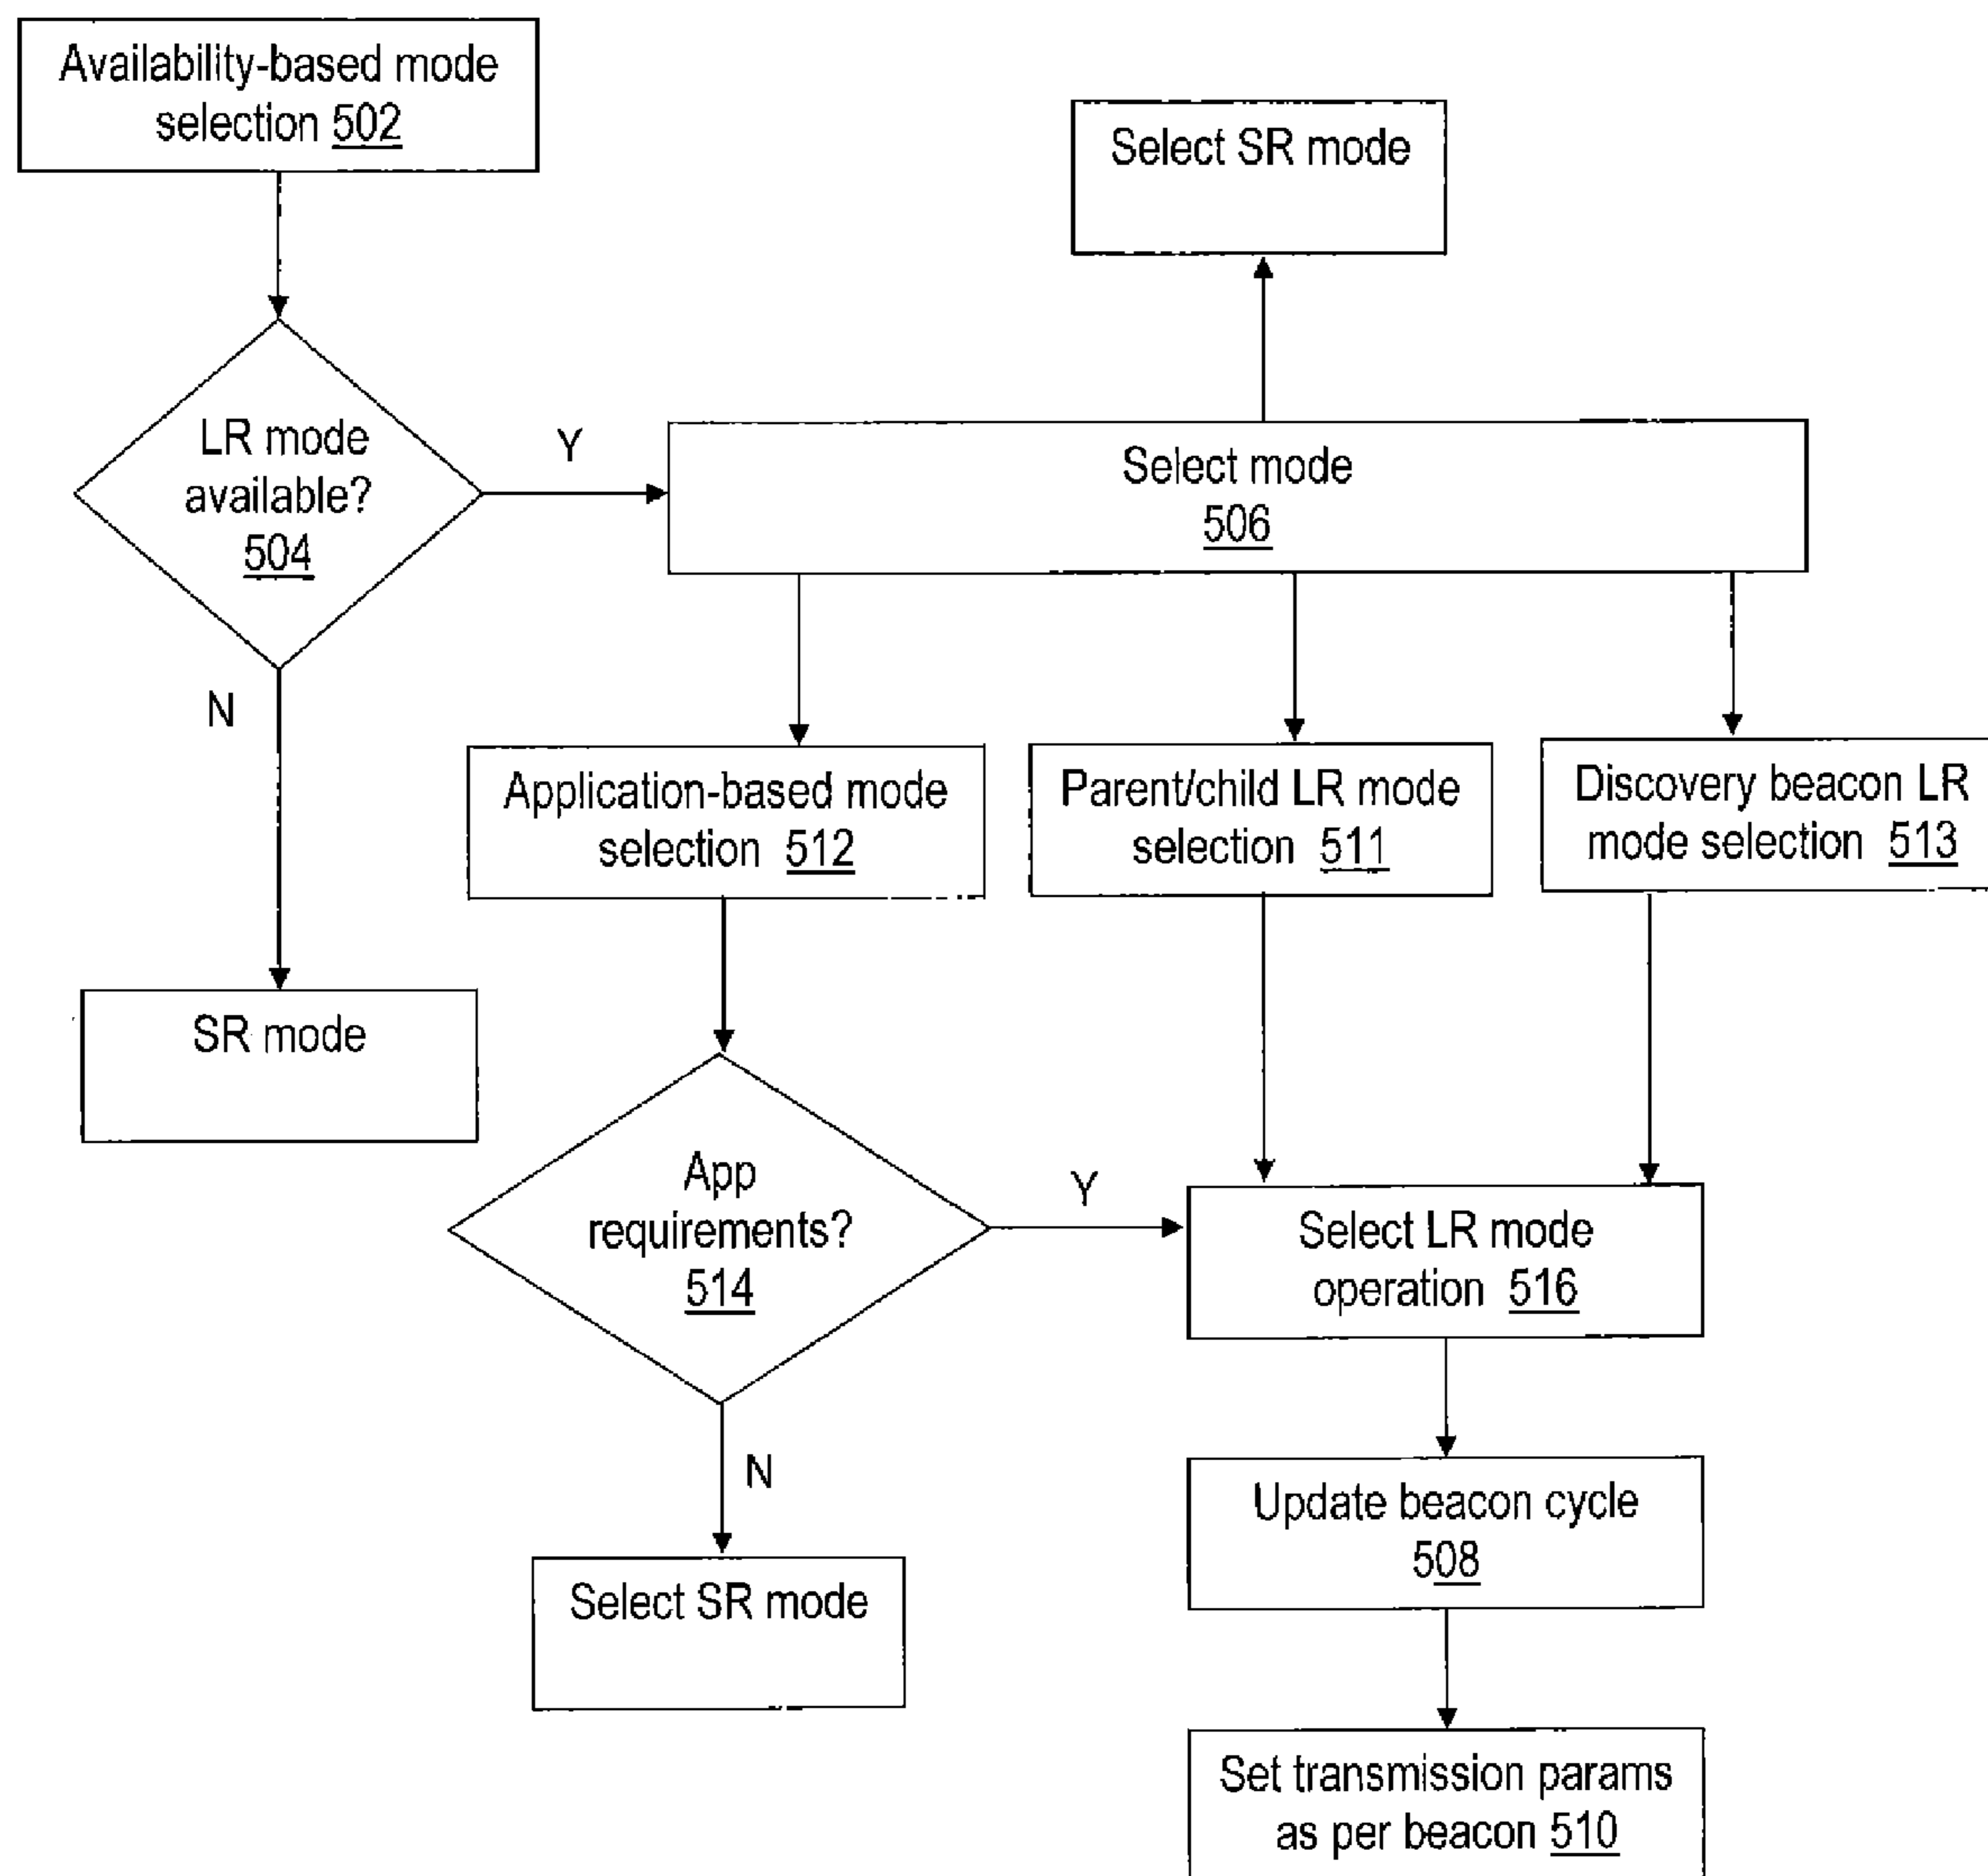 Availability-based mode
selection 502
Select SR mode
LR mode
available?
504
Y
Select mode
506
N
Application-based mode
selection 512
Parent/child LR mode
selection 511
Discovery beacon LR
mode selection 513
SR mode
App
requirements?
514
Y
Select LR mode
operation 516
N
Update beacon cycle
508
Select SR mode
Set transmission params
as per beacon 510